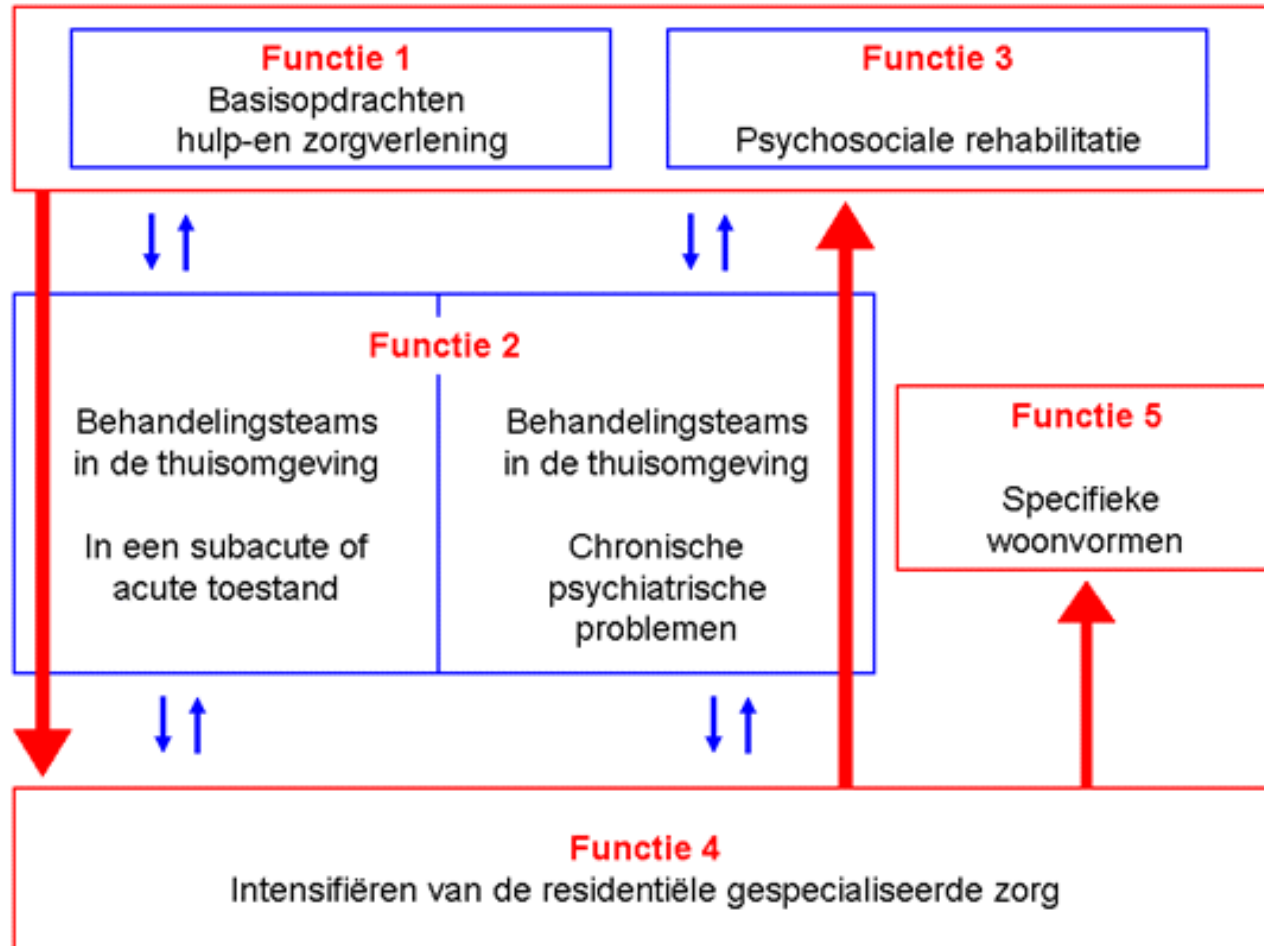 Functie 1
Basisopdrachten
hulp-en zorgverlening
Functie 3
Psychosociale rehabilitatie
Functie 2
Behandelingsteams
in de thuisomgeving
In een subacute of
acute toestand
Behandelingsteams
in de thuisomgeving
Chronische
psychiatrische
problemen
Functie 5
Specifieke
woonvormen
Functie 4
Intensifiëren van de residentiële gespecialiseerde zorg